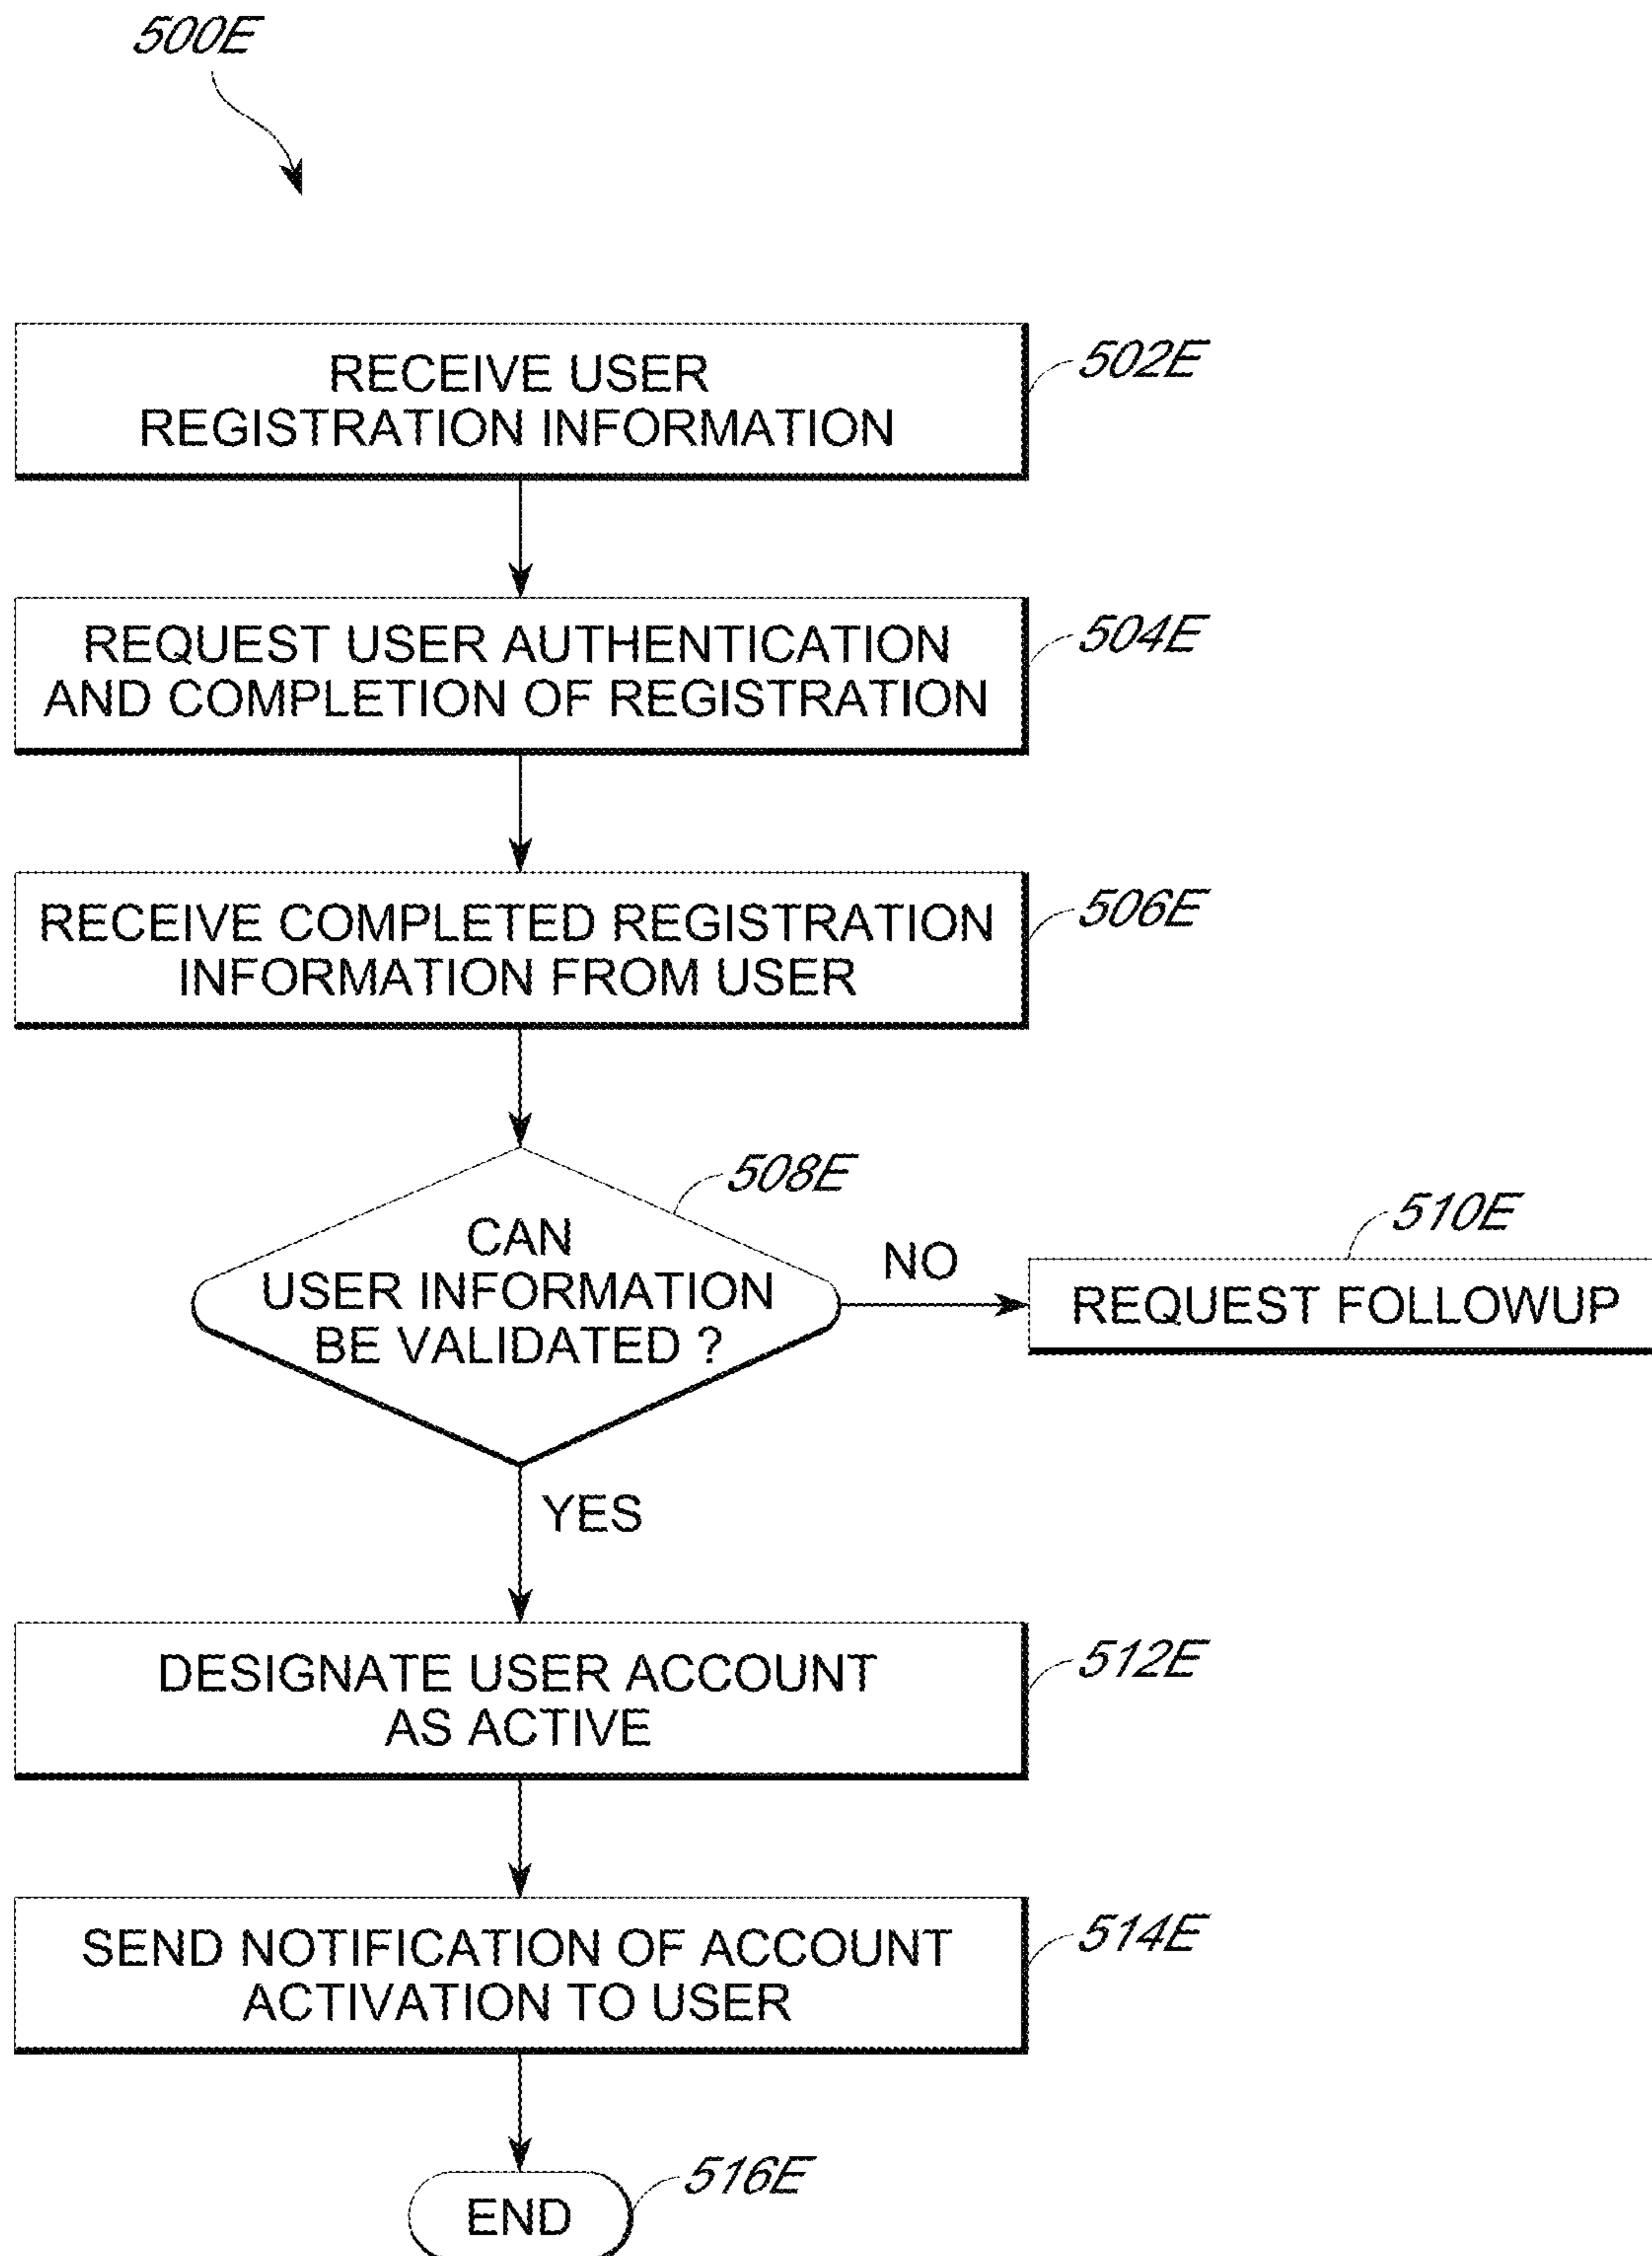 500E
RECEIVE USER
REGISTRATION INFORMATION
502E
REQUEST USER AUTHENTICATION
AND COMPLETION OF REGISTRATION
504E
RECEIVE COMPLETED REGISTRATION
INFORMATION FROM USER
506E
CAN
USER INFORMATION
BE VALIDATED ?
508E
NO
REQUEST FOLLOWUP
510E
YES
DESIGNATE USER ACCOUNT
AS ACTIVE
512E
SEND NOTIFICATION OF ACCOUNT
ACTIVATION TO USER
514E
END
516E